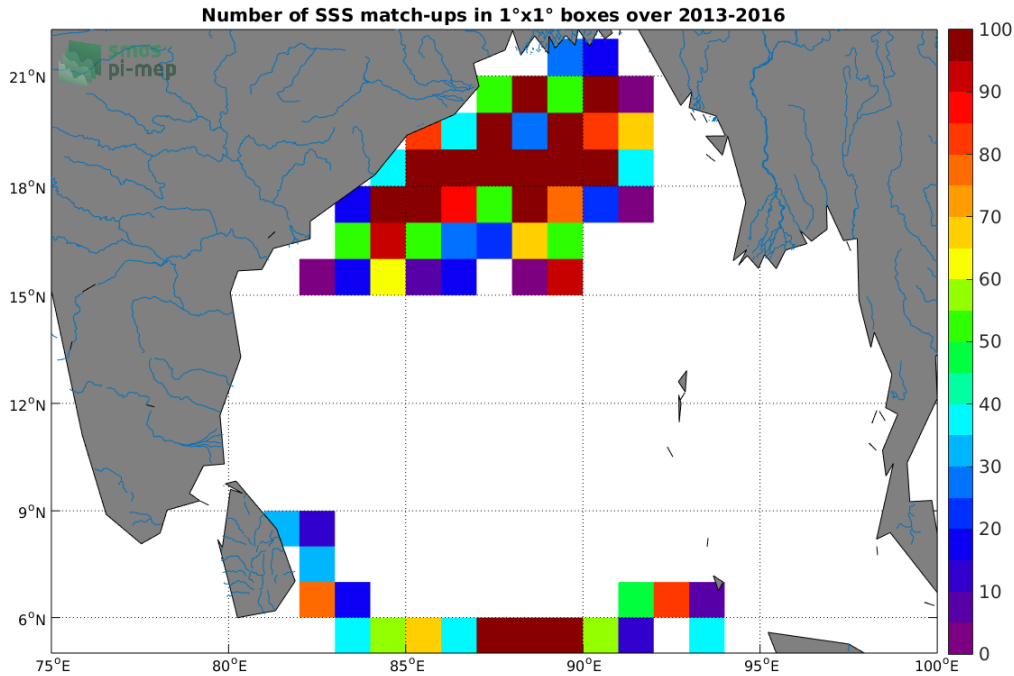 Number of SSS match-ups in 1°x1° boxes over 2013-2016
smos
pi-mep
21°N
18°N
15°N
12°N
9°N
6°N
75°E
80°E
85°E
90°E
95°E
100°E
100
90
80
70
60
50
40
30
20
10
0